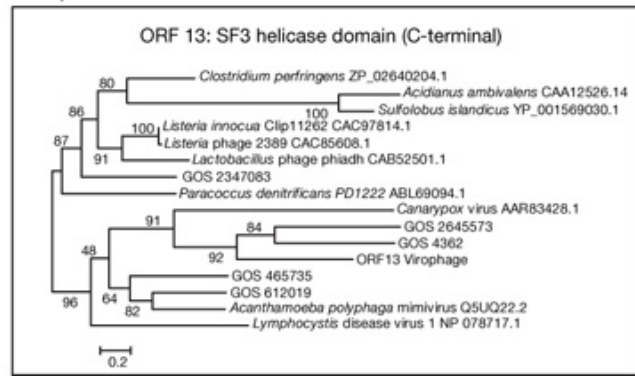 ORF 13: SF3 helicase domain (C-terminal)
80
Clostridium perfringens ZP_02640204.1
Acidianus ambivalens CAA12526.14
86
100
Sulfolobus islandicus YP_001569030.1
100
Listeria innocua Clip11262 CAC97814.1
87
Listeria phage 2389 CAC85608.1
91
Lactobacillus phage phiadh CAB52501.1
GOS 2347083
Paracoccus denitrificans PD1222 ABL69094.1
Canarypox virus AAR83428.1
91
84
GOS 2645573
GOS 4362
48
92
ORF13 Virophage
GOS 465735
96
64
GOS 612019
82
Acanthamoeba polyphaga mimivirus Q5UQ22.2
Lymphocystis disease virus 1 NP 078717.1
0.2